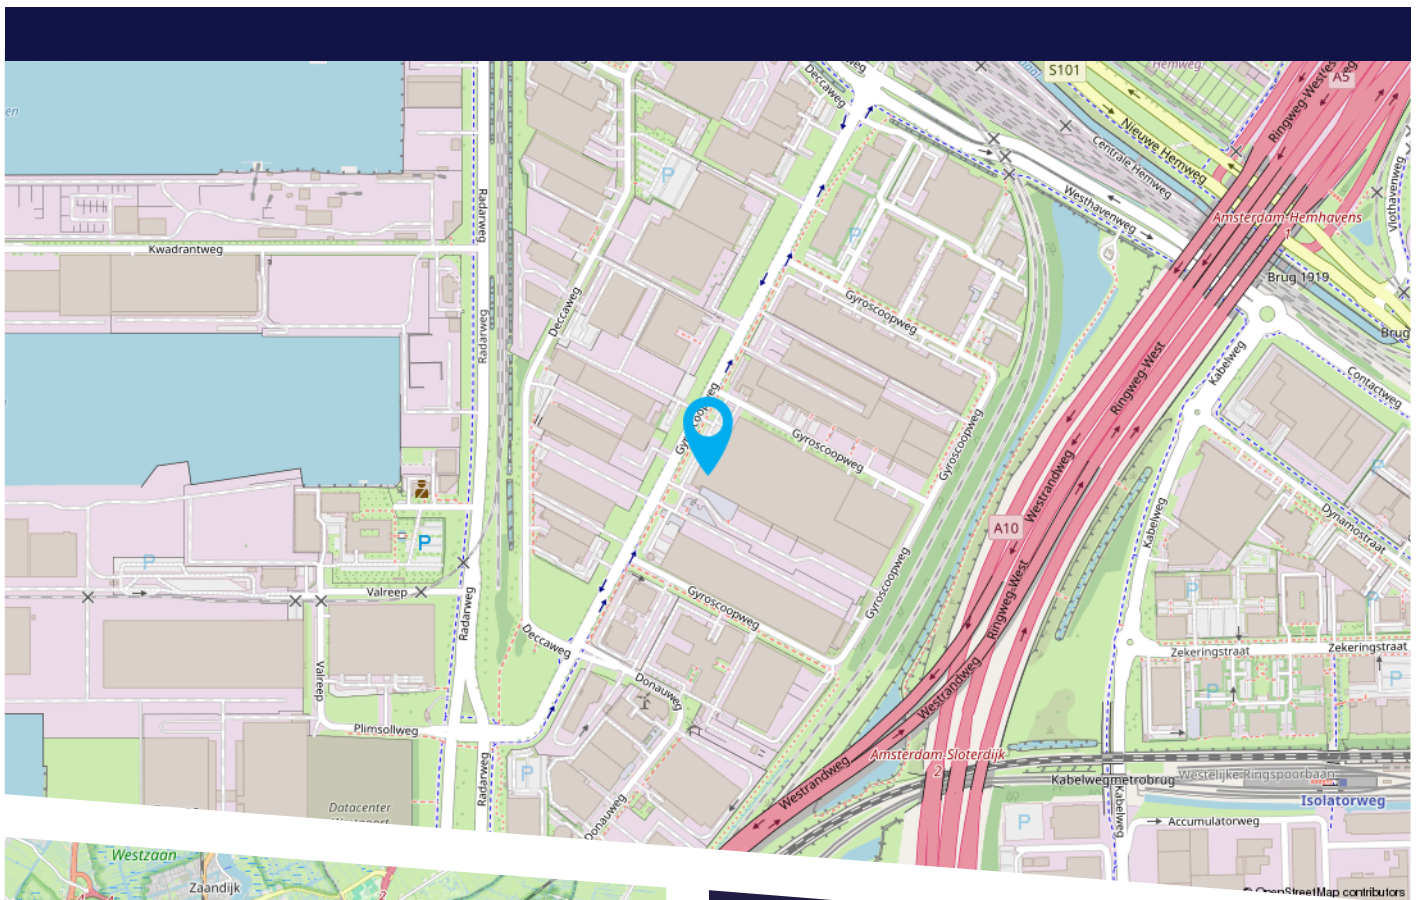 S101
A5
Hemweg
Deccaweg
Nieuwe Hemweg
Ringweg-West
Centrale Hemweg
Westhavenweg
Vlothavenweg
Radarweg
P
Amsterdam-Hemhavens
1
Kwadrantweg
P
Brug 1919
Deccaweg
Gyroscoopweg
Radarweg
Brug
Kabelweg
Ringweg-West
Contactweg
Gyroscoopweg
Gyroscoopweg
Westrandweg
P
A10
Kabelweg
Dynamostraat
P
P
Valreep
Gyroscoopweg
Gyroscoopweg
Ringweg-West
P
P
Radarweg
Deccaweg
Zekeringstraat
Zekeringstraat
Valreep
Donauweg
Westrandweg
P
P
Plimsollweg
Amsterdam-Sloterdijk
2
Radarweg
P
Westrandweg
Kabelwegmetrobrug
Westelijke Ringspoorbaan
Isolatorweg
Datacenter
Donauweg
Kabelweg
P
Accumulatorweg
Westzaan
Zaandijk
2
© OpenStreetMap contributors